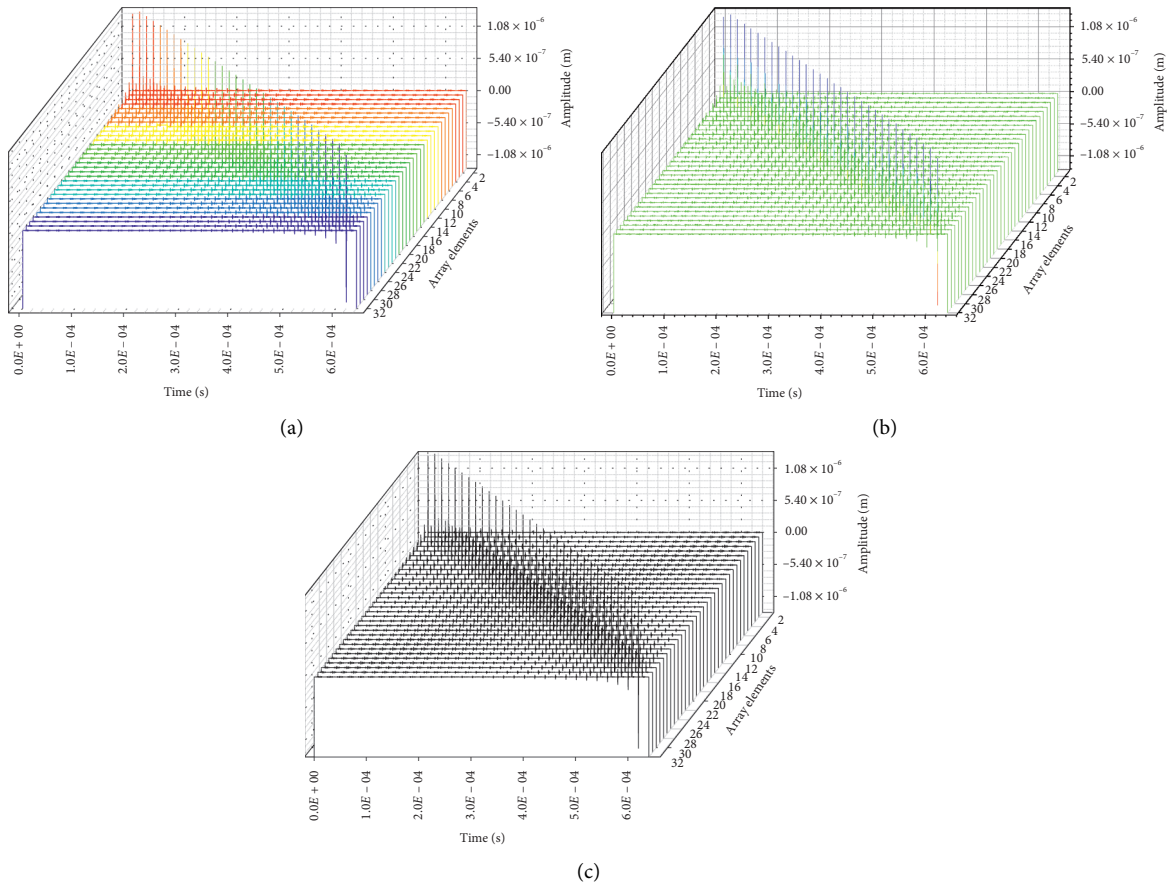 1.08 × 10⁻⁶
5.40 × 10⁻⁷
0.00
−5.40 × 10⁻⁷
−1.08 × 10⁻⁶
Amplitude (m)
2
4
6
8
10
12
14
16
18
20
22
24
26
28
30
32
Array elements
0.0E + 00
1.0E − 04
2.0E − 04
3.0E − 04
4.0E − 04
5.0E − 04
6.0E − 04
Time (s)
(a)
1.08 × 10⁻⁶
5.40 × 10⁻⁷
0.00
−5.40 × 10⁻⁷
−1.08 × 10⁻⁶
Amplitude (m)
2
4
6
8
10
12
14
16
18
20
22
24
26
28
30
32
Array elements
0.0E + 00
1.0E − 04
2.0E − 04
3.0E − 04
4.0E − 04
5.0E − 04
6.0E − 04
Time (s)
(b)
1.08 × 10⁻⁶
5.40 × 10⁻⁷
0.00
−5.40 × 10⁻⁷
−1.08 × 10⁻⁶
Amplitude (m)
2
4
6
8
10
12
14
16
18
20
22
24
26
28
30
32
Array elements
0.0E + 00
1.0E − 04
2.0E − 04
3.0E − 04
4.0E − 04
5.0E − 04
6.0E − 04
Time (s)
(c)